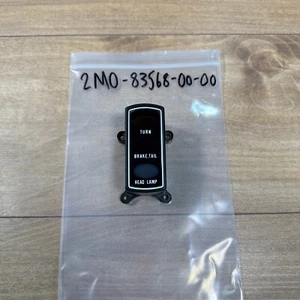 2M0-83568-00-00
TURN
BRAKE,TAIL
HEAD LAMP